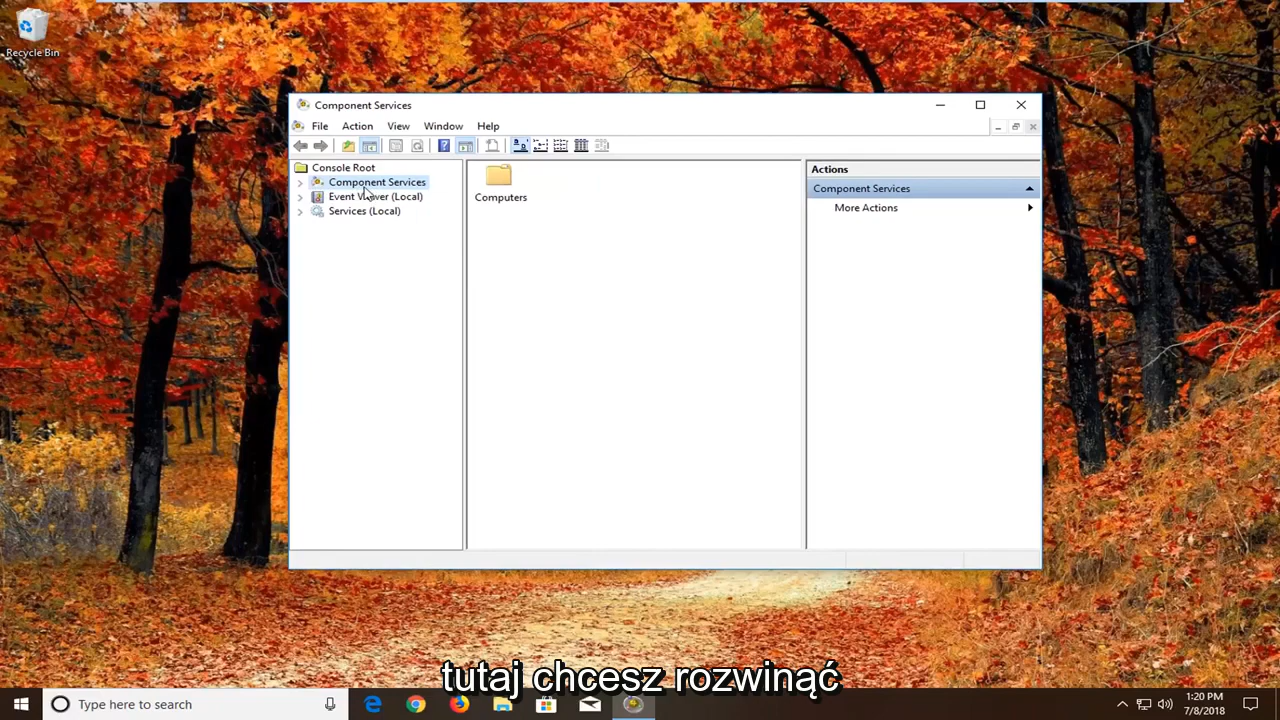 Recycle Bin
Component Services
File Action View Window Help
Console Root
Component Services
Event Viewer (Local)
Services (Local)
Computers
Actions
Component Services
More Actions
tutaj chcesz rozwinąć
Type here to search
1:20 PM
7/8/2018